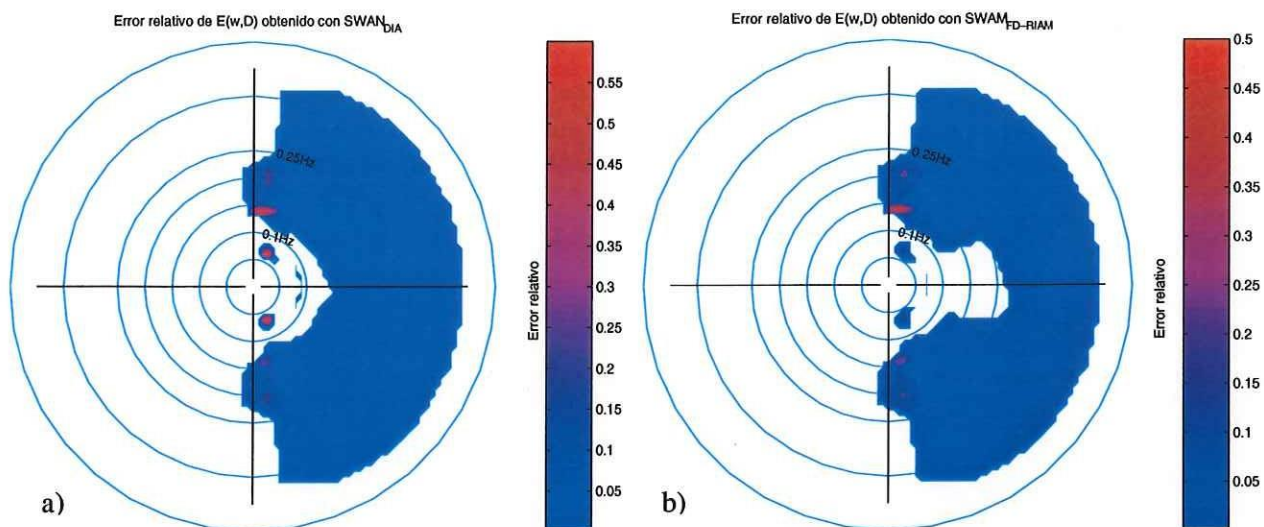 Error relativo de E(w,D) obtenido con SWAN_DIA
0.25Hz
0.1Hz
0.55
0.5
0.45
0.4
0.35
0.3
0.25
0.2
0.15
0.1
0.05
Error relativo
a)
Error relativo de E(w,D) obtenido con SWAM_FD-RIAM
0.25Hz
0.1Hz
0.5
0.45
0.4
0.35
0.3
0.25
0.2
0.15
0.1
0.05
Error relativo
b)